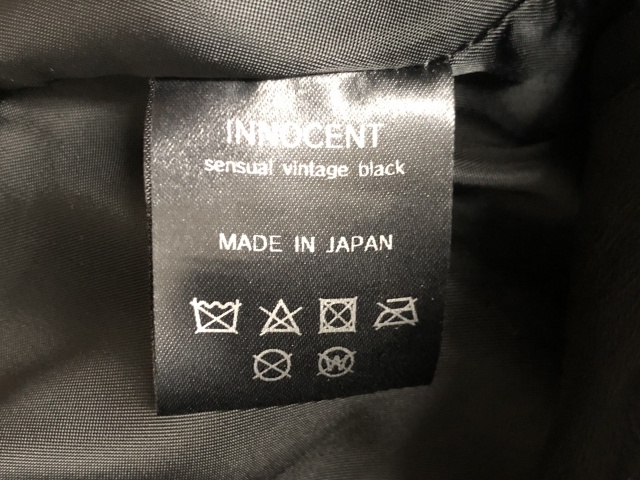 INNOCENT
sensual vintage black
MADE IN JAPAN
W